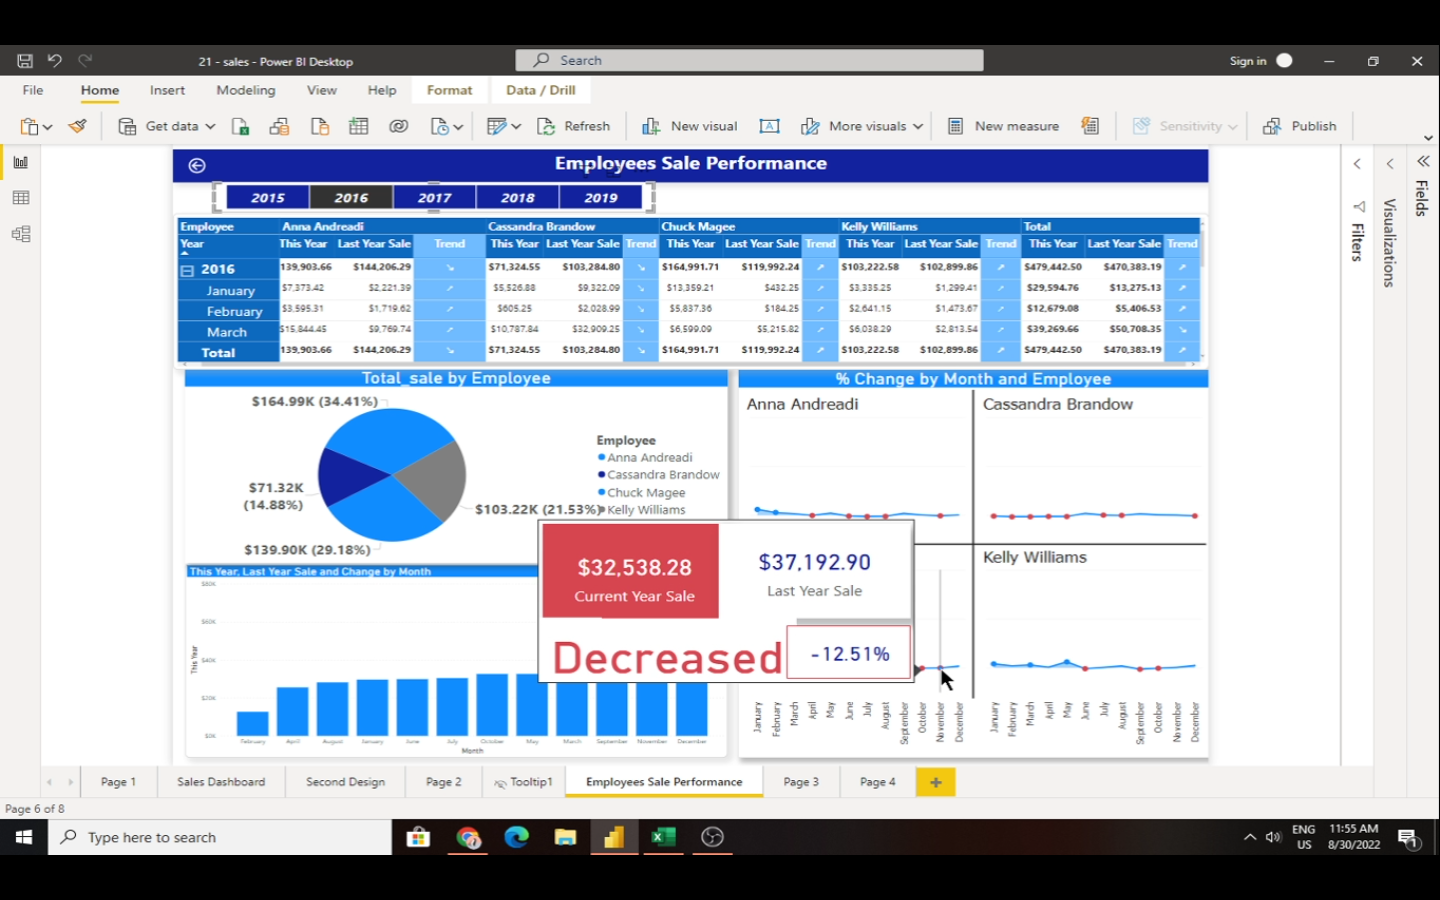 21 - sales - Power BI Desktop
Search
Sign in
File Home Insert Modeling View Help Format Data / Drill
Get data Refresh New visual More visuals New measure Sensitivity Publish
Employees Sale Performance
2015 2016 2017 2018 2019
Employee Anna Andreadi Cassandra Brandow Chuck Magee Kelly Williams Total
Year This Year Last Year Sale Trend This Year Last Year Sale Trend This Year Last Year Sale Trend This Year Last Year Sale Trend This Year Last Year Sale Trend
2016 139,903.66 $144,206.29 $71,324.55 $103,284.80 $164,991.71 $119,992.24 $103,222.58 $102,899.86 $479,442.50 $470,383.19
January $7,373.42 $2,221.39 $5,526.88 $9,322.09 $13,359.21 $432.25 $3,335.25 $1,299.41 $29,594.76 $13,275.13
February $3,595.31 $1,719.62 $605.25 $2,028.99 $5,837.36 $184.25 $2,641.15 $1,473.67 $12,679.08 $5,406.53
March $15,844.45 $9,769.74 $10,787.84 $32,909.25 $6,599.09 $5,215.82 $6,038.29 $2,813.54 $39,269.66 $50,708.35
Total 139,903.66 $144,206.29 $71,324.55 $103,284.80 $164,991.71 $119,992.24 $103,222.58 $102,899.86 $479,442.50 $470,383.19
Total_sale by Employee
$164.99K (34.41%)
$71.32K
(14.88%)
$139.90K (29.18%)
$103.22K (21.53%)
Employee
Anna Andreadi
Cassandra Brandow
Chuck Magee
Kelly Williams
% Change by Month and Employee
Anna Andreadi
Cassandra Brandow
Kelly Williams
$32,538.28
Current Year Sale
$37,192.90
Last Year Sale
Decreased
-12.51%
This Year, Last Year Sale and Change by Month
This Year
$80K
$60K
$40K
$20K
$0K
February April August January June July October May March September November December
Month
January February March April May June July August September October November December
January February March April May June July August September October November December
Page 1 Sales Dashboard Second Design Page 2 Tooltip1 Employees Sale Performance Page 3 Page 4 +
Page 6 of 8
Filters
Visualizations
Fields
Type here to search
ENG
US
11:55 AM
8/30/2022
1